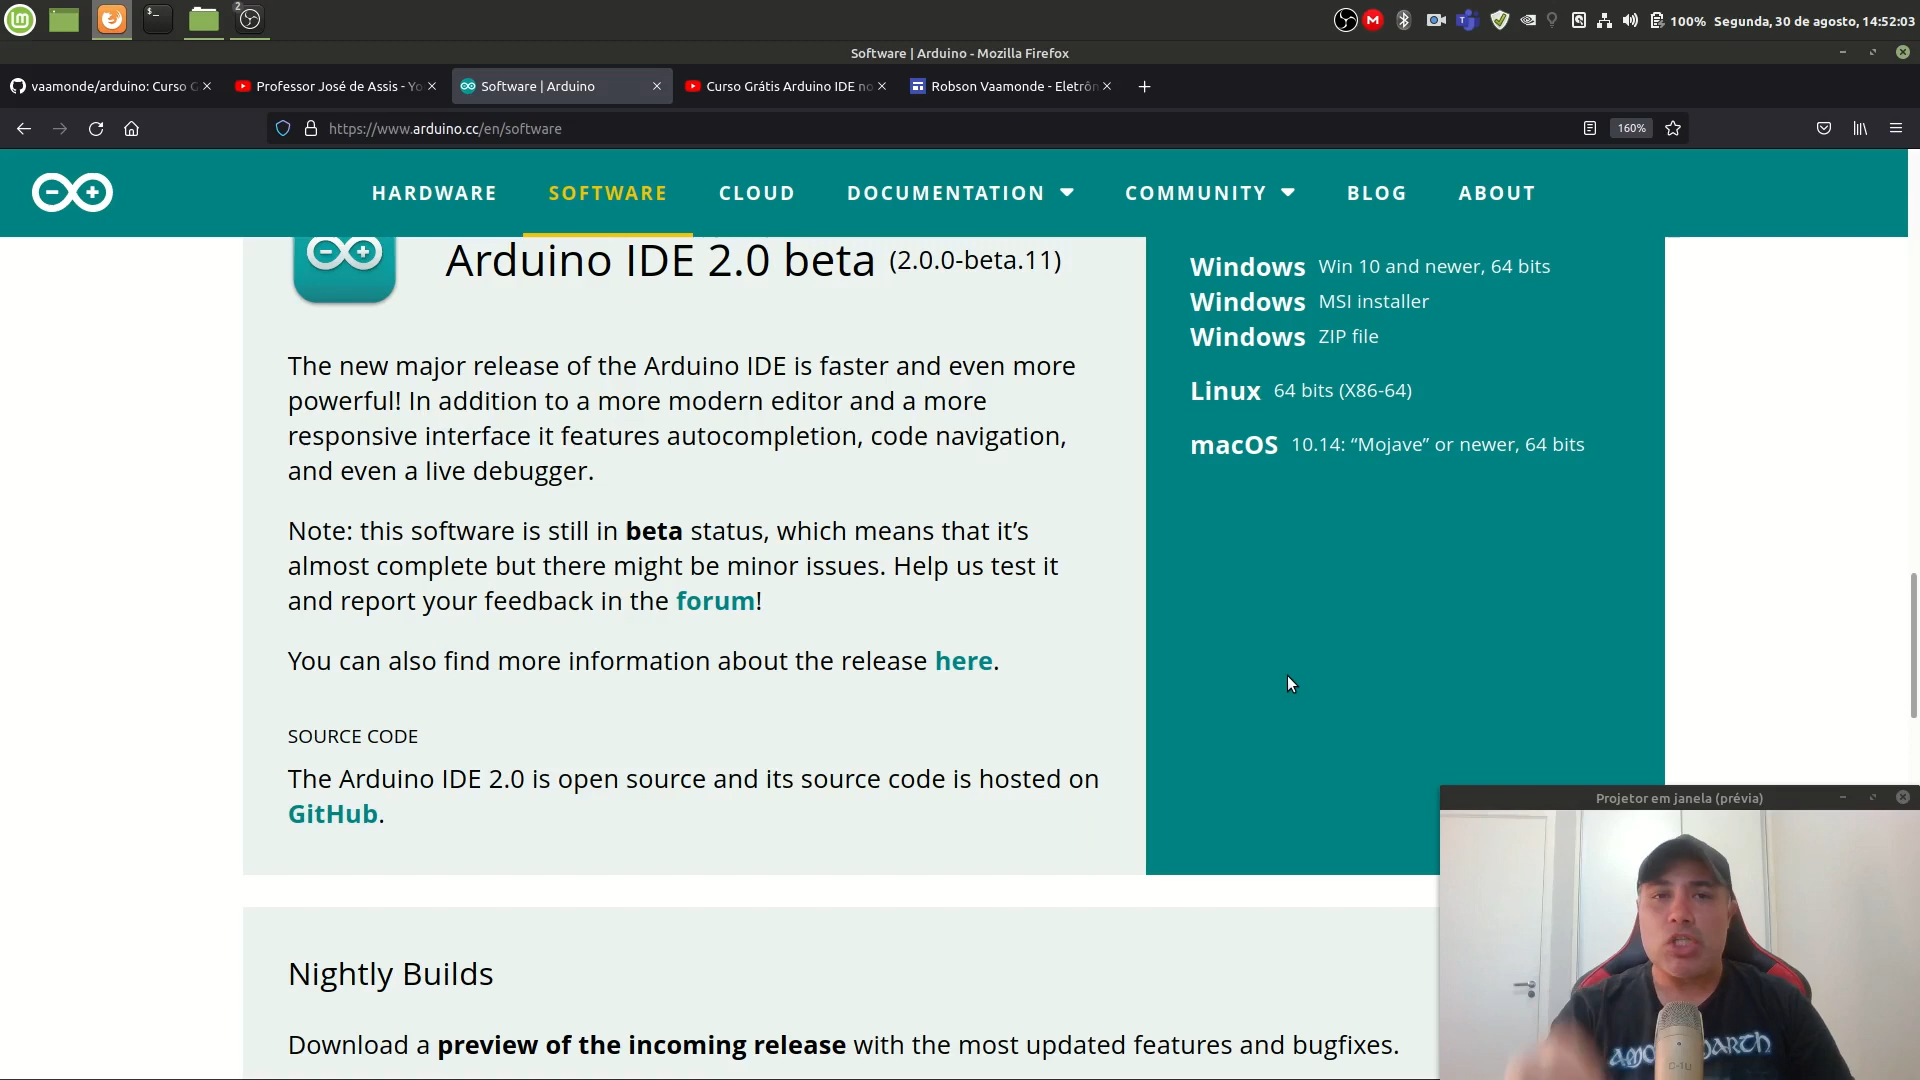 2
M
100% Segunda, 30 de agosto, 14:52:03
Software | Arduino - Mozilla Firefox
vaamonde/arduino: Curso G
Professor José de Assis - Yo
Software | Arduino
Curso Grátis Arduino IDE no
Robson Vaamonde - Eletrôn
https://www.arduino.cc/en/software
160%
HARDWARE SOFTWARE CLOUD DOCUMENTATION COMMUNITY BLOG ABOUT
Arduino IDE 2.0 beta (2.0.0-beta.11)
The new major release of the Arduino IDE is faster and even more
powerful! In addition to a more modern editor and a more
responsive interface it features autocompletion, code navigation,
and even a live debugger.
Note: this software is still in beta status, which means that it’s
almost complete but there might be minor issues. Help us test it
and report your feedback in the forum!
You can also find more information about the release here.
SOURCE CODE
The Arduino IDE 2.0 is open source and its source code is hosted on
GitHub.
Windows Win 10 and newer, 64 bits
Windows MSI installer
Windows ZIP file
Linux 64 bits (X86-64)
macOS 10.14: “Mojave” or newer, 64 bits
Nightly Builds
Download a preview of the incoming release with the most updated features and bugfixes.
Projetor em janela (prévia)
C-1U